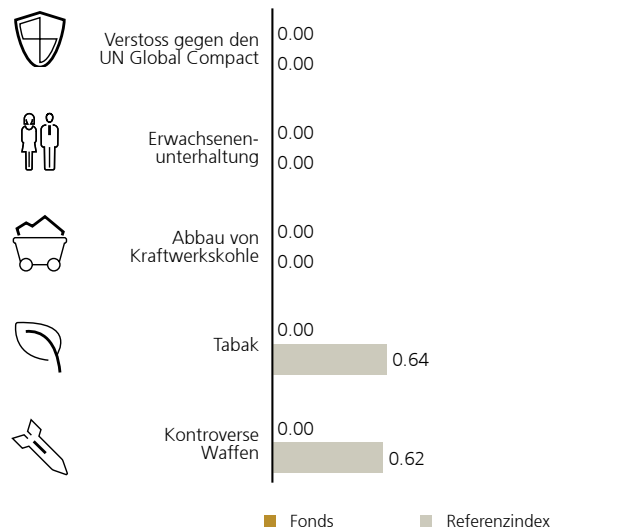 Verstoss gegen den
UN Global Compact
0.00
0.00
Erwachsenen-
unterhaltung
0.00
0.00
Abbau von
Kraftwerkskohle
0.00
0.00
Tabak
0.00
0.64
Kontroverse
Waffen
0.00
0.62
Fonds
Referenzindex